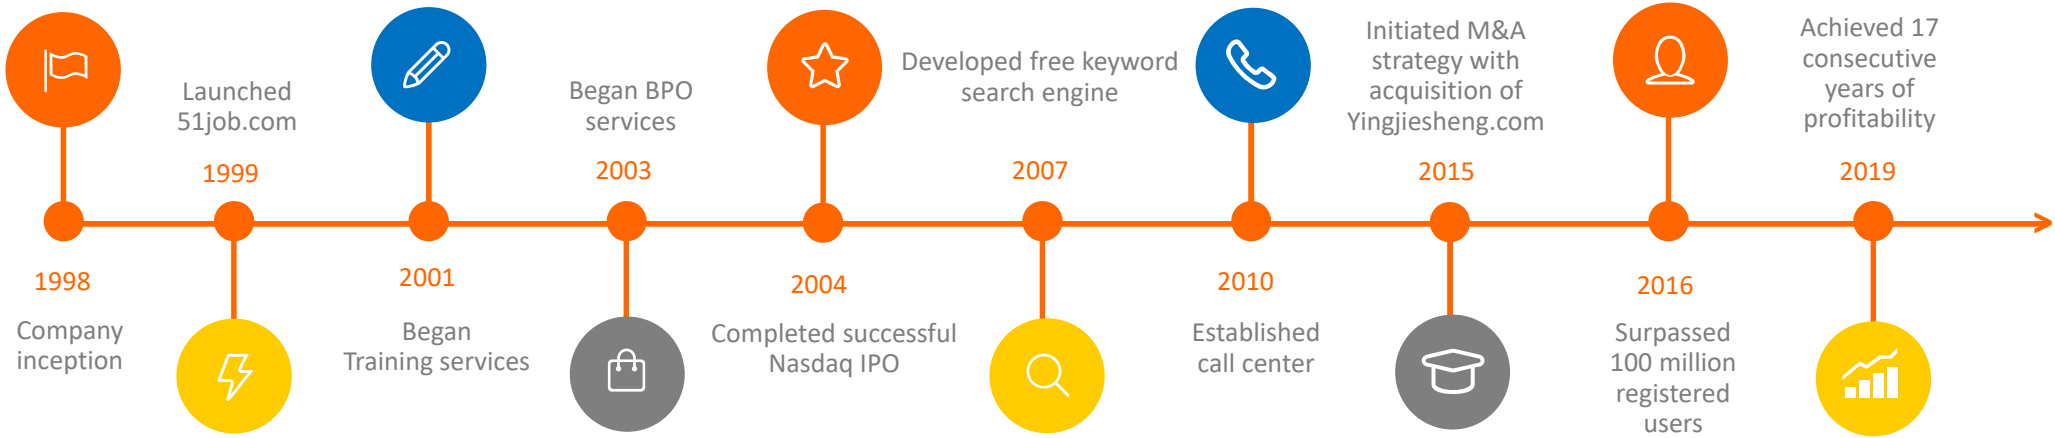 1998
Company
inception
Launched
51job.com
1999
2001
Began
Training services
Began BPO
services
2003
2004
Completed successful
Nasdaq IPO
Developed free keyword
search engine
2007
2010
Established
call center
Initiated M&A
strategy with
acquisition of
Yingjiesheng.com
2015
2016
Surpassed
100 million
registered
users
Achieved 17
consecutive
years of
profitability
2019